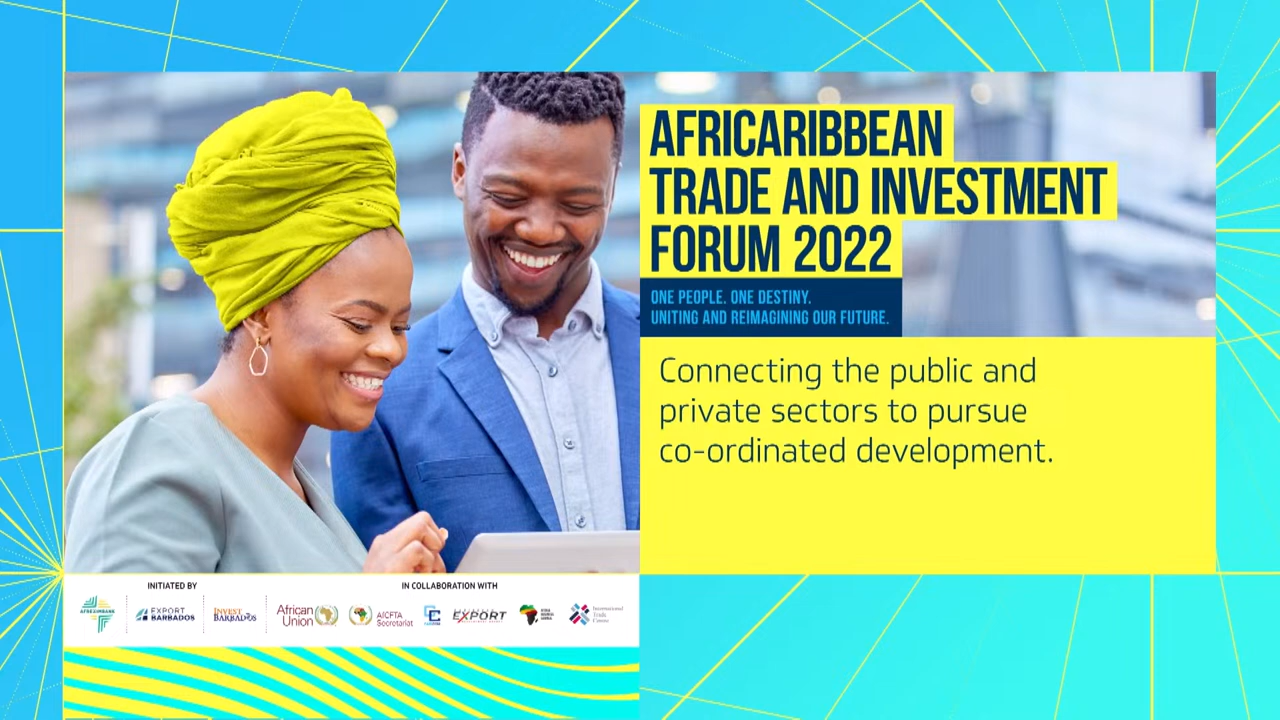 AFRICARIBBEAN
TRADE AND INVESTMENT
FORUM 2022
ONE PEOPLE. ONE DESTINY.
UNITING AND REIMAGINING OUR FUTURE.
Connecting the public and
private sectors to pursue
co-ordinated development.
INITIATED BY
IN COLLABORATION WITH
AFREXIMBANK
EXPORT
BARBADOS
INVEST
BARBADOS
African
Union
AfCFTA
Secretariat
EXPORT
International
Trade
Centre